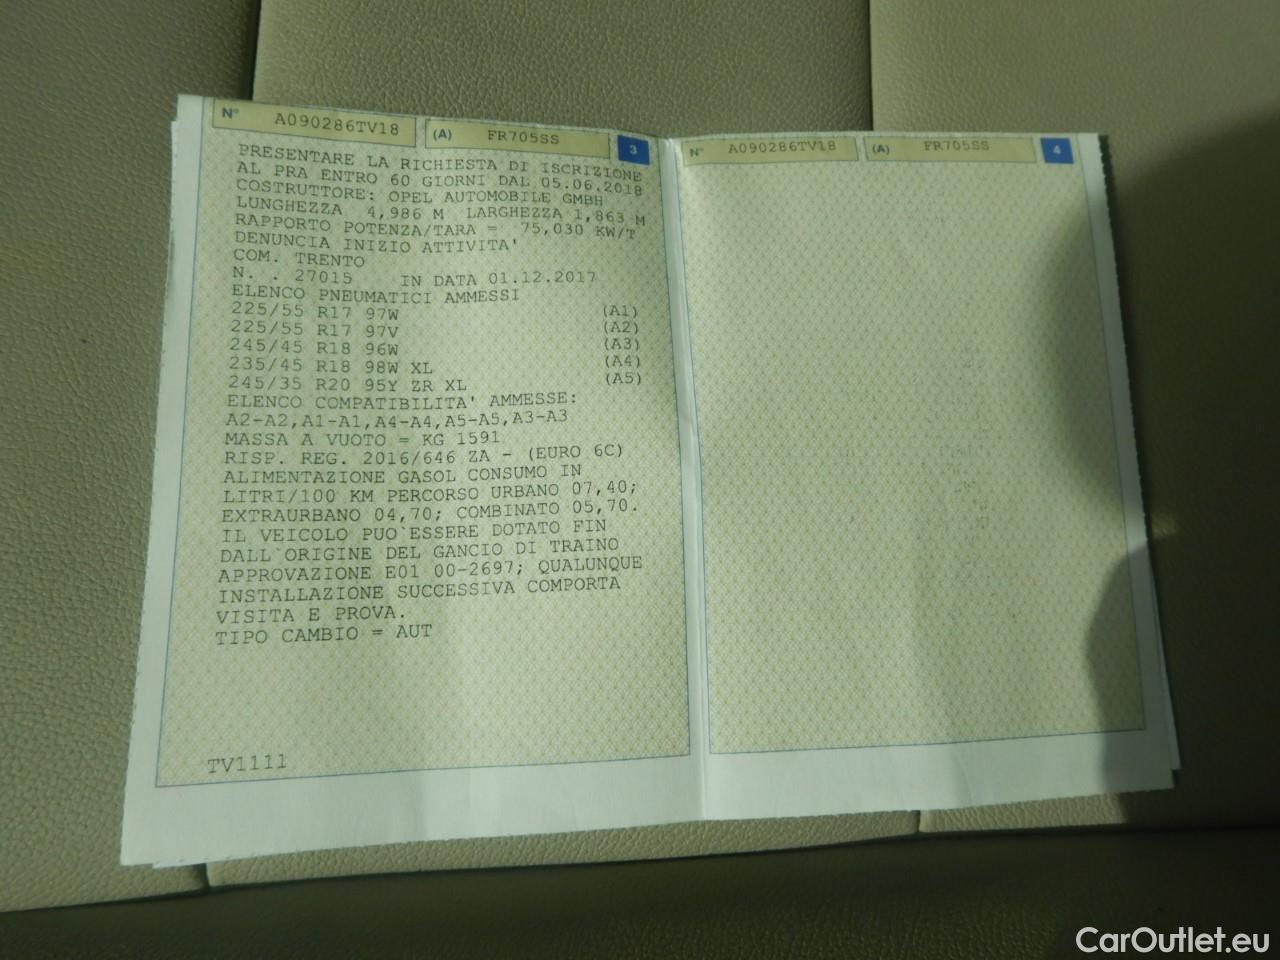 N° A090286TV18 (A) FR705SS 3
PRESENTARE LA RICHIESTA DI ISCRIZIONE
AL PRA ENTRO 60 GIORNI DAL 05.06.2018
COSTRUTTORE: OPEL AUTOMOBILE GMBH
LUNGHEZZA 4,986 M LARGHEZZA 1,863 M
RAPPORTO POTENZA/TARA = 75,030 KW/T
DENUNCIA INIZIO ATTIVITA'
COM. TRENTO
N. . 27015 IN DATA 01.12.2017
ELENCO PNEUMATICI AMMESSI
225/55 R17 97W (A1)
225/55 R17 97V (A2)
245/45 R18 96W (A3)
235/45 R18 98W XL (A4)
245/35 R20 95Y ZR XL (A5)
ELENCO COMPATIBILITA' AMMESSE:
A2-A2,A1-A1,A4-A4,A5-A5,A3-A3
MASSA A VUOTO = KG 1591
RISP. REG. 2016/646 ZA - (EURO 6C)
ALIMENTAZIONE GASOL CONSUMO IN
LITRI/100 KM PERCORSO URBANO 07,40;
EXTRAURBANO 04,70; COMBINATO 05,70.
IL VEICOLO PUO`ESSERE DOTATO FIN
DALL`ORIGINE DEL GANCIO DI TRAINO
APPROVAZIONE E01 00-2697; QUALUNQUE
INSTALLAZIONE SUCCESSIVA COMPORTA
VISITA E PROVA.
TIPO CAMBIO = AUT
TV1111
N° A090286TV18 (A) FR705SS 4
CarOutlet.eu